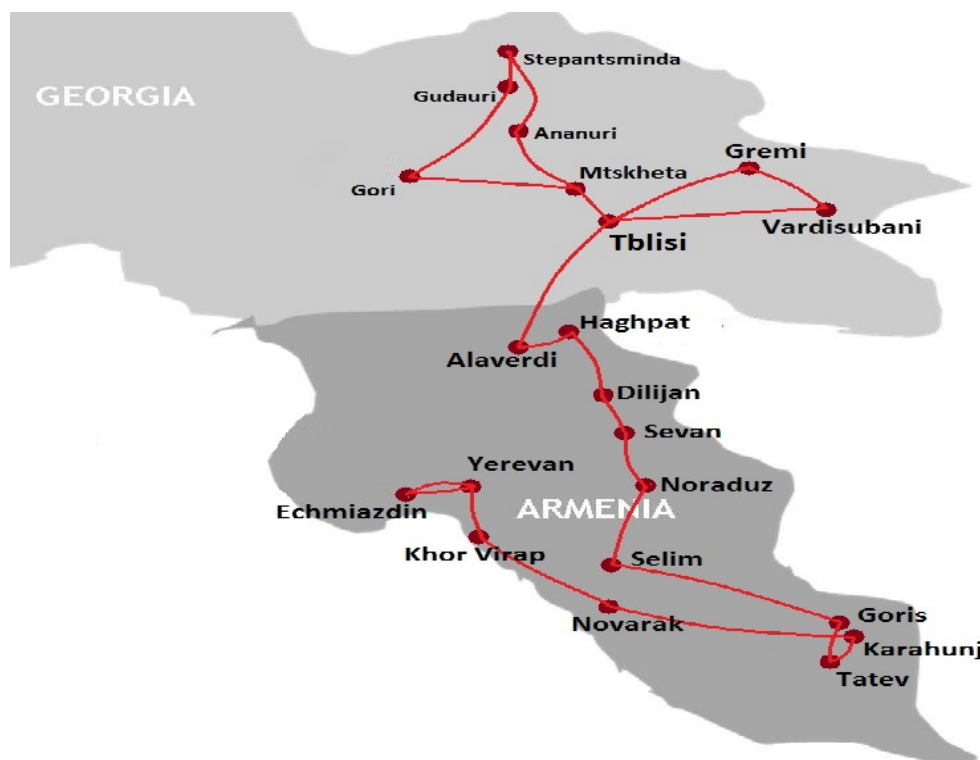 Stepantsminda
GEORGIA
Gudauri
Ananuri
Gremi
Mtskheta
Gori
Vardisubani
Tblisi
Haghpat
Alaverdi
Dilijan
Sevan
Yerevan
Noraduz
Echmiazdin
ARMENIA
Khor Virap
Selim
Goris
Novarak
Karahunj
Tatev